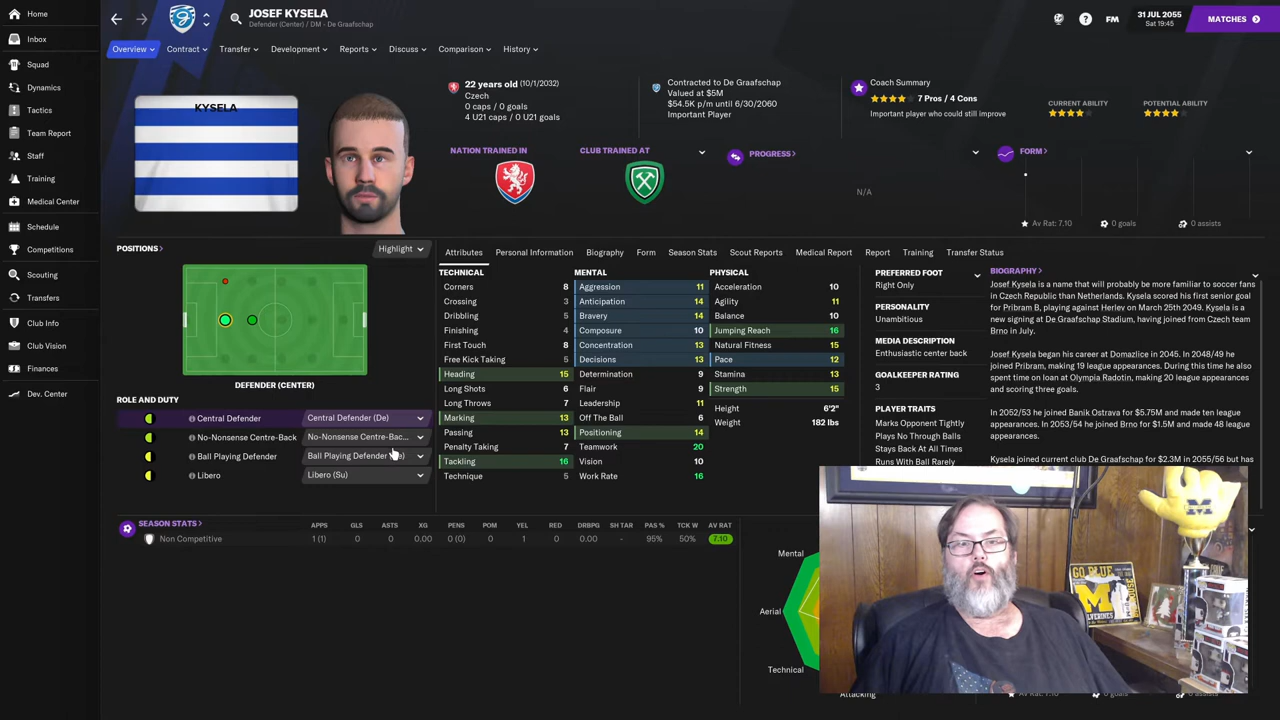 Home
Inbox
Squad
Dynamics
Tactics
Team Report
Staff
Training
Medical Center
Schedule
Competitions
Scouting
Transfers
Club Info
Club Vision
Finances
Dev. Center
JOSEF KYSELA
Defender (Center) / DM - De Graafschap
FM
31 JUL 2055
Sat 19:45
MATCHES
Overview
Contract
Transfer
Development
Reports
Discuss
Comparison
History
KYSELA
22 years old (10/1/2032)
Czech
0 caps / 0 goals
4 U21 caps / 0 U21 goals
Contracted to De Graafschap
Valued at $5M
$54.5K p/m until 6/30/2060
Important Player
Coach Summary
7 Pros / 4 Cons
Important player who could still improve
CURRENT ABILITY
POTENTIAL ABILITY
NATION TRAINED IN
CLUB TRAINED AT
PROGRESS
N/A
FORM
Av Rat: 7.10
0 goals
0 assists
POSITIONS
Highlight
DEFENDER (CENTER)
ROLE AND DUTY
Central Defender Central Defender (De)
No-Nonsense Centre-Back No-Nonsense Centre-Bac...
Ball Playing Defender Ball Playing Defender
Libero Libero (Su)
Attributes
Personal Information
Biography
Form
Season Stats
Scout Reports
Medical Report
Report
Training
Transfer Status
TECHNICAL
Corners 8
Crossing 3
Dribbling 5
Finishing 4
First Touch 8
Free Kick Taking 5
Heading 15
Long Shots 6
Long Throws 7
Marking 13
Passing 13
Penalty Taking 7
Tackling 16
Technique 5
MENTAL
Aggression 11
Anticipation 14
Bravery 14
Composure 10
Concentration 13
Decisions 13
Determination 9
Flair 9
Leadership 11
Off The Ball 6
Positioning 14
Teamwork 20
Vision 10
Work Rate 16
PHYSICAL
Acceleration 10
Agility 11
Balance 10
Jumping Reach 16
Natural Fitness 15
Pace 12
Stamina 13
Strength 15
Height 6'2"
Weight 182 lbs
PREFERRED FOOT
Right Only
PERSONALITY
Unambitious
MEDIA DESCRIPTION
Enthusiastic center back
GOALKEEPER RATING
3
PLAYER TRAITS
Marks Opponent Tightly
Plays No Through Balls
Stays Back At All Times
Runs With Ball Rarely
BIOGRAPHY
Josef Kysela is a name that will probably be more familiar to soccer fans
in Czech Republic than Netherlands. Kysela scored his first senior goal
for Pribram B, playing against Herlev on March 25th 2049. Kysela is a
new signing at De Graafschap Stadium, having joined from Czech team
Brno in July.
Josef Kysela began his career at Domazlice in 2045. In 2048/49 he
joined Pribram, making 19 league appearances. During this time he also
spent time on loan at Olympia Radotin, making 20 league appearances
and scoring three goals.
In 2052/53 he joined Banik Ostrava for $5.75M and made ten
league appearances.
In 2053/54 he joined Brno for $1.5M and made 48
league appearances.
Kysela joined current club De Graafschap for $2.3M in 2055/56 but has
SEASON STATS
APPS GLS ASTS XG PENS POM YEL RED DRBPG SH TAR PAS % TCK W AV RAT
Non Competitive 1 (1) 0 0 0.00 0 (0) 0 1 0 0.00 - 95% 50% 7.10
Mental
Aerial
Technical
Attacking
GO BLUE
M
WOLVERINES